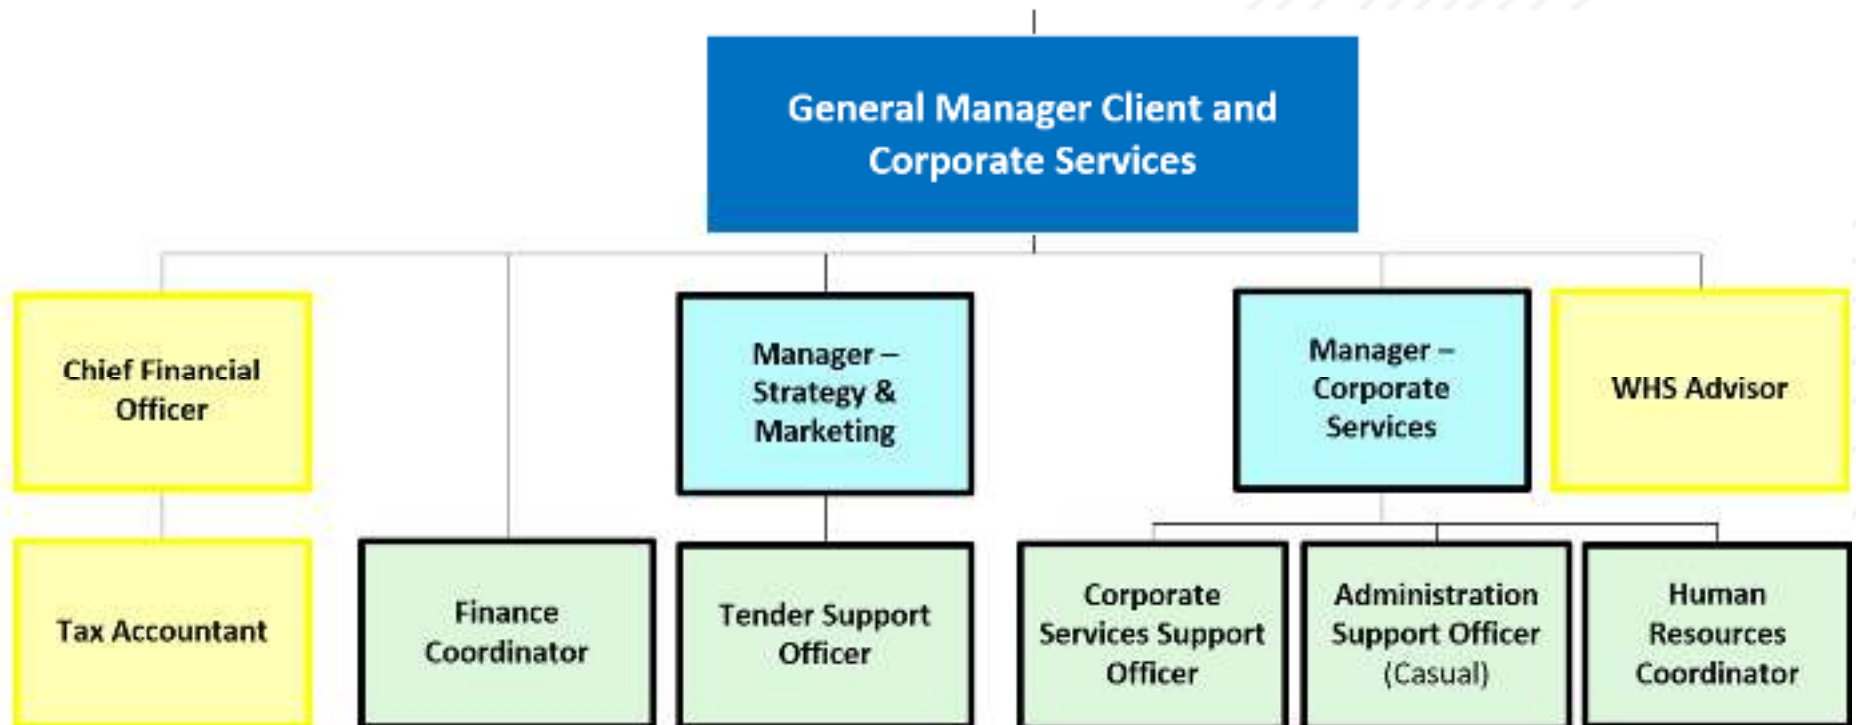 General Manager Client and
Corporate Services
Chief Financial
Officer
Manager –
Strategy &
Marketing
Manager –
Corporate
Services
WHS Advisor
Tax Accountant
Finance
Coordinator
Tender Support
Officer
Corporate
Services Support
Officer
Administration
Support Officer
(Casual)
Human
Resources
Coordinator